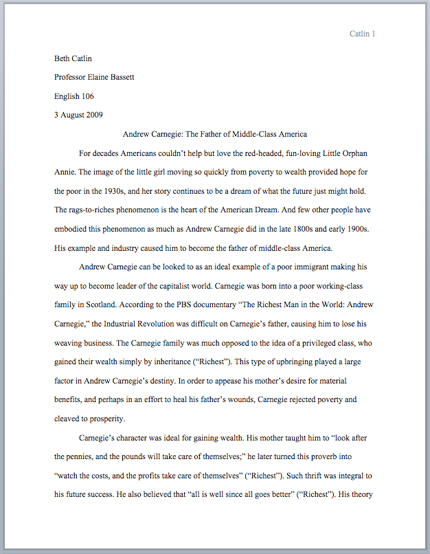 Catlin 1
Beth Catlin
Professor Elaine Bassett
English 106
3 August 2009
Andrew Carnegie: The Father of Middle-Class America
For decades Americans couldn’t help but love the red-headed, fun-loving Little Orphan
Annie. The image of the little girl moving so quickly from poverty to wealth provided hope for
the poor in the 1930s, and her story continues to be a dream of what the future just might hold.
The rags-to-riches phenomenon is the heart of the American Dream. And few other people have
embodied this phenomenon as much as Andrew Carnegie did in the late 1800s and early 1900s.
His example and industry caused him to become the father of middle-class America.
Andrew Carnegie can be looked to as an ideal example of a poor immigrant making his
way up to become leader of the capitalist world. Carnegie was born into a poor working-class
family in Scotland. According to the PBS documentary “The Richest Man in the World: Andrew
Carnegie,” the Industrial Revolution was difficult on Carnegie’s father, causing him to lose his
weaving business. The Carnegie family was much opposed to the idea of a privileged class, who
gained their wealth simply by inheritance (“Richest”). This type of upbringing played a large
factor in Andrew Carnegie’s destiny. In order to appease his mother’s desire for material
benefits, and perhaps in an effort to heal his father’s wounds, Carnegie rejected poverty and
cleaved to prosperity.
Carnegie’s character was ideal for gaining wealth. His mother taught him to “look after
the pennies, and the pounds will take care of themselves;” he later turned this proverb into
“watch the costs, and the profits take care of themselves” (“Richest”). Such thrift was integral to
his future success. He also believed that “all is well since all goes better” (“Richest”). His theory